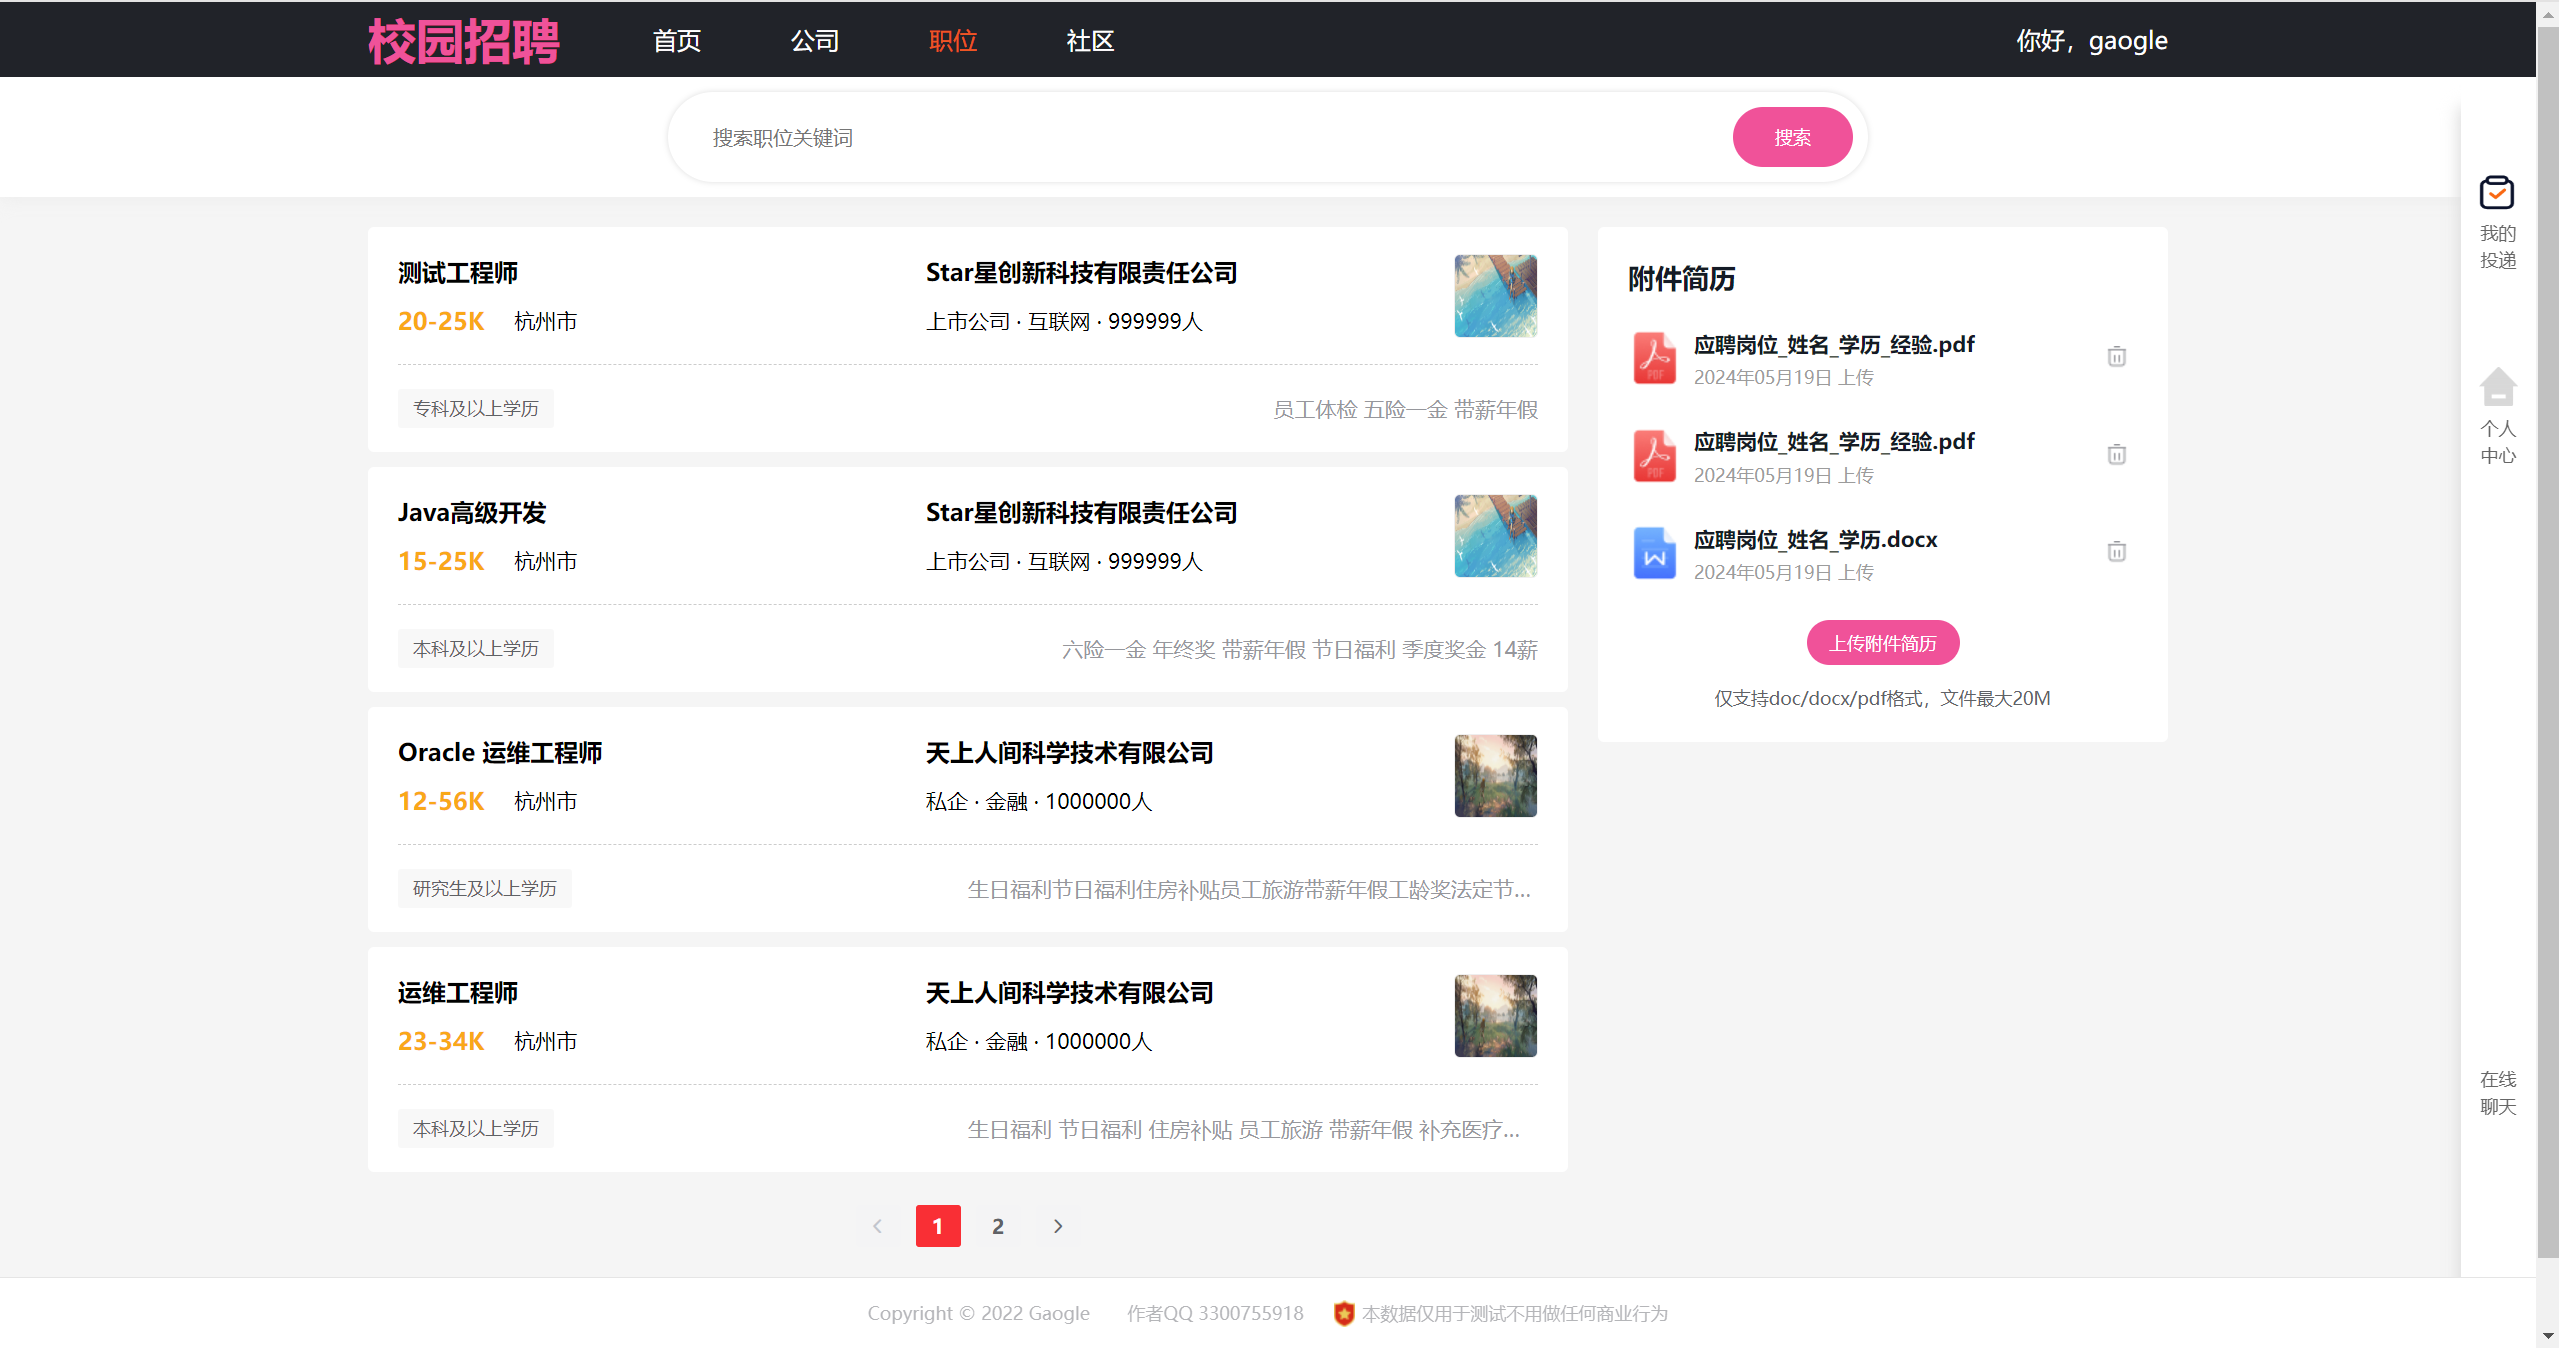 校园招聘 首页 公司 职位 社区 你好，gaogle
搜索职位关键词 搜索
测试工程师 Star星创新科技有限责任公司
20-25K 杭州市 上市公司 · 互联网 · 999999人
专科及以上学历 员工体检 五险一金 带薪年假
Java高级开发 Star星创新科技有限责任公司
15-25K 杭州市 上市公司 · 互联网 · 999999人
本科及以上学历 六险一金 年终奖 带薪年假 节日福利 季度奖金 14薪
Oracle 运维工程师 天上人间科学技术有限公司
12-56K 杭州市 私企 · 金融 · 1000000人
研究生及以上学历 生日福利节日福利住房补贴员工旅游带薪年假工龄奖法定节...
运维工程师 天上人间科学技术有限公司
23-34K 杭州市 私企 · 金融 · 1000000人
本科及以上学历 生日福利 节日福利 住房补贴 员工旅游 带薪年假 补充医疗...
1 2
附件简历
PDF 应聘岗位_姓名_学历_经验.pdf
2024年05月19日 上传
PDF 应聘岗位_姓名_学历_经验.pdf
2024年05月19日 上传
W 应聘岗位_姓名_学历.docx
2024年05月19日 上传
上传附件简历
仅支持doc/docx/pdf格式，文件最大20M
我的
投递
个人
中心
在线
聊天
Copyright © 2022 Gaogle 作者QQ 3300755918 本数据仅用于测试不用做任何商业行为